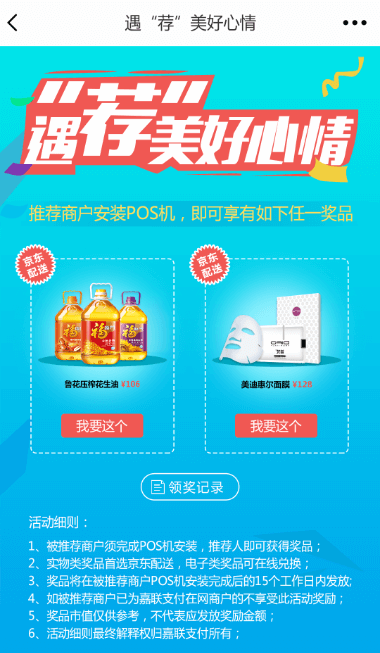 遇“荐”美好心情
“荐”
遇 美好心情
推荐商户安装POS机，即可享有如下任一奖品
京东
配送
京东
配送
福
鲁花压榨花生油 ¥106
美迪惠尔面膜 ¥128
我要这个
我要这个
领奖记录
活动细则：
1、被推荐商户须完成POS机安装，推荐人即可获得奖品；
2、实物类奖品首选京东配送，电子类奖品可在线兑换；
3、奖品将在被推荐商户POS机安装完成后的15个工作日内发放;
4、如被推荐商户已为嘉联支付在网商户的不享受此活动奖励；
5、奖品市值仅供参考，不代表应发放奖励金额；
6、活动细则最终解释权归嘉联支付所有；